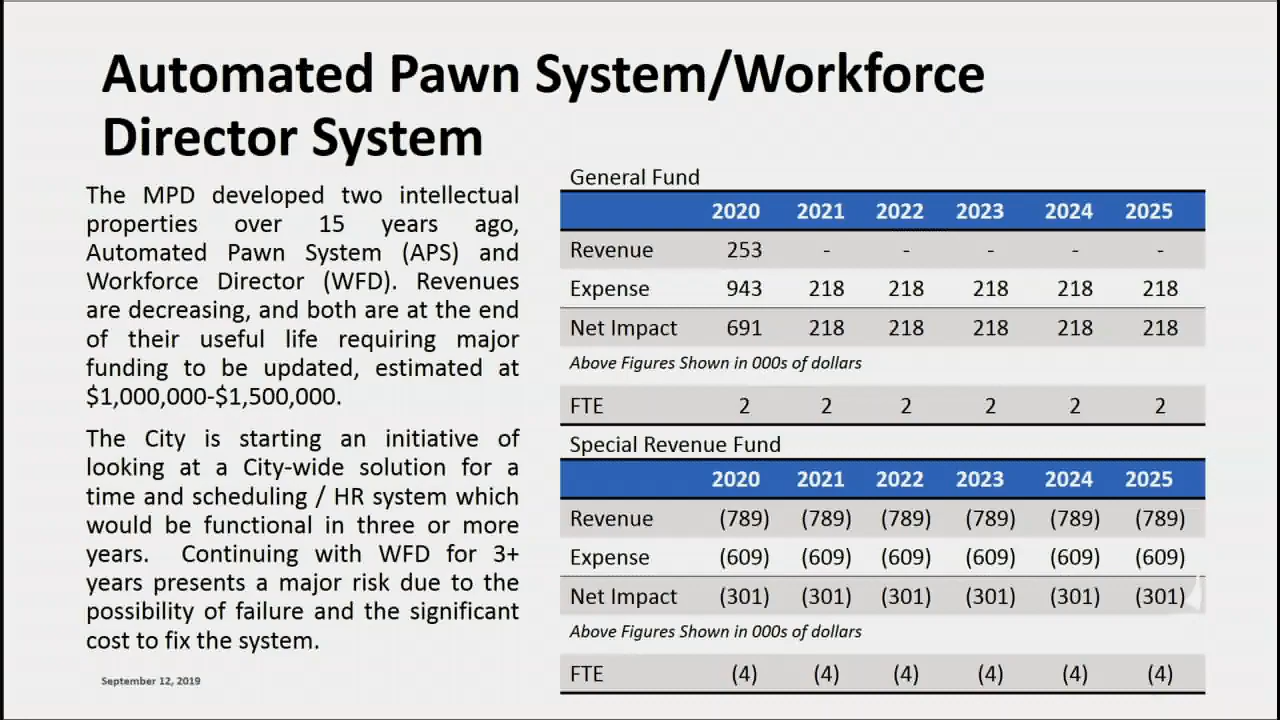 Automated Pawn System/Workforce
Director System
The MPD developed two intellectual
properties over 15 years ago,
Automated Pawn System (APS) and
Workforce Director (WFD). Revenues
are decreasing, and both are at the end
of their useful life requiring major
funding to be updated, estimated at
$1,000,000-$1,500,000.
The City is starting an initiative of
looking at a City-wide solution for a
time and scheduling / HR system which
would be functional in three or more
years. Continuing with WFD for 3+
years presents a major risk due to the
possibility of failure and the significant
cost to fix the system.
September 12, 2019
General Fund
2020 2021 2022 2023 2024 2025
Revenue 253 - - - - -
Expense 943 218 218 218 218 218
Net Impact 691 218 218 218 218 218
Above Figures Shown in 000s of dollars
FTE 2 2 2 2 2 2
Special Revenue Fund
2020 2021 2022 2023 2024 2025
Revenue (789) (789) (789) (789) (789) (789)
Expense (609) (609) (609) (609) (609) (609)
Net Impact (301) (301) (301) (301) (301) (301)
Above Figures Shown in 000s of dollars
FTE (4) (4) (4) (4) (4) (4)